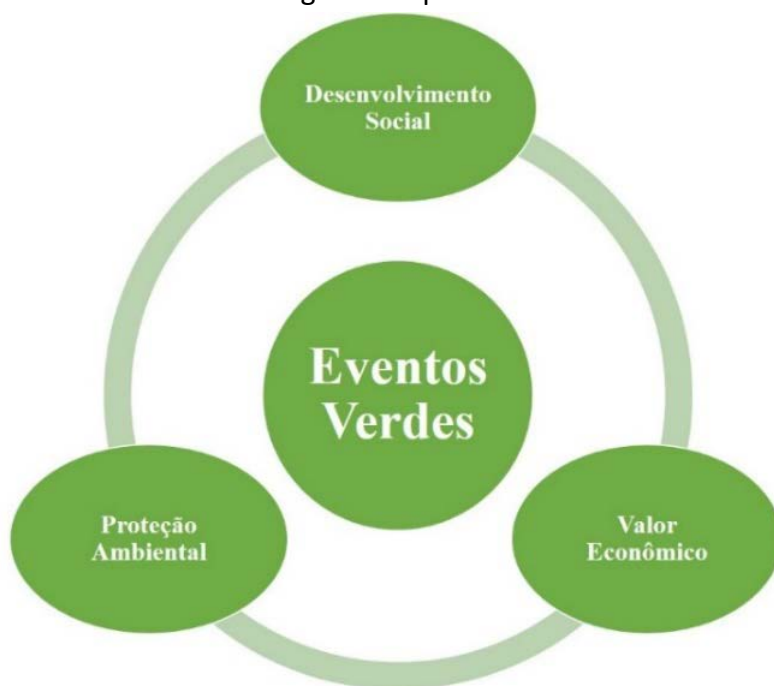 Desenvolvimento
Social
Eventos
Verdes
Proteção
Ambiental
Valor
Econômico